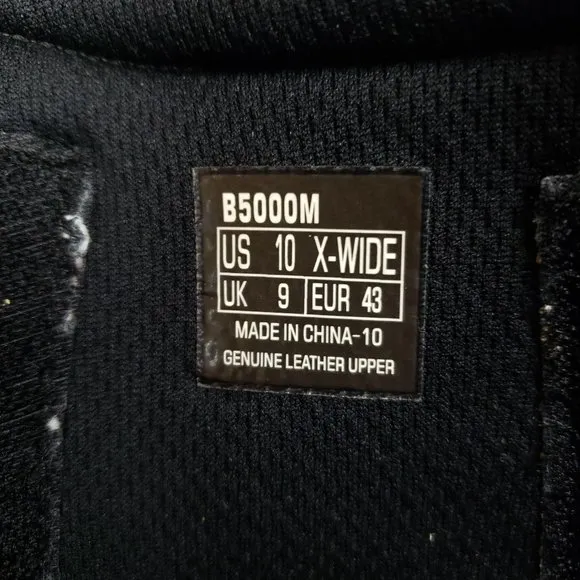 B5000M
US 10 X-WIDE
UK 9 EUR 43
MADE IN CHINA-10
GENUINE LEATHER UPPER